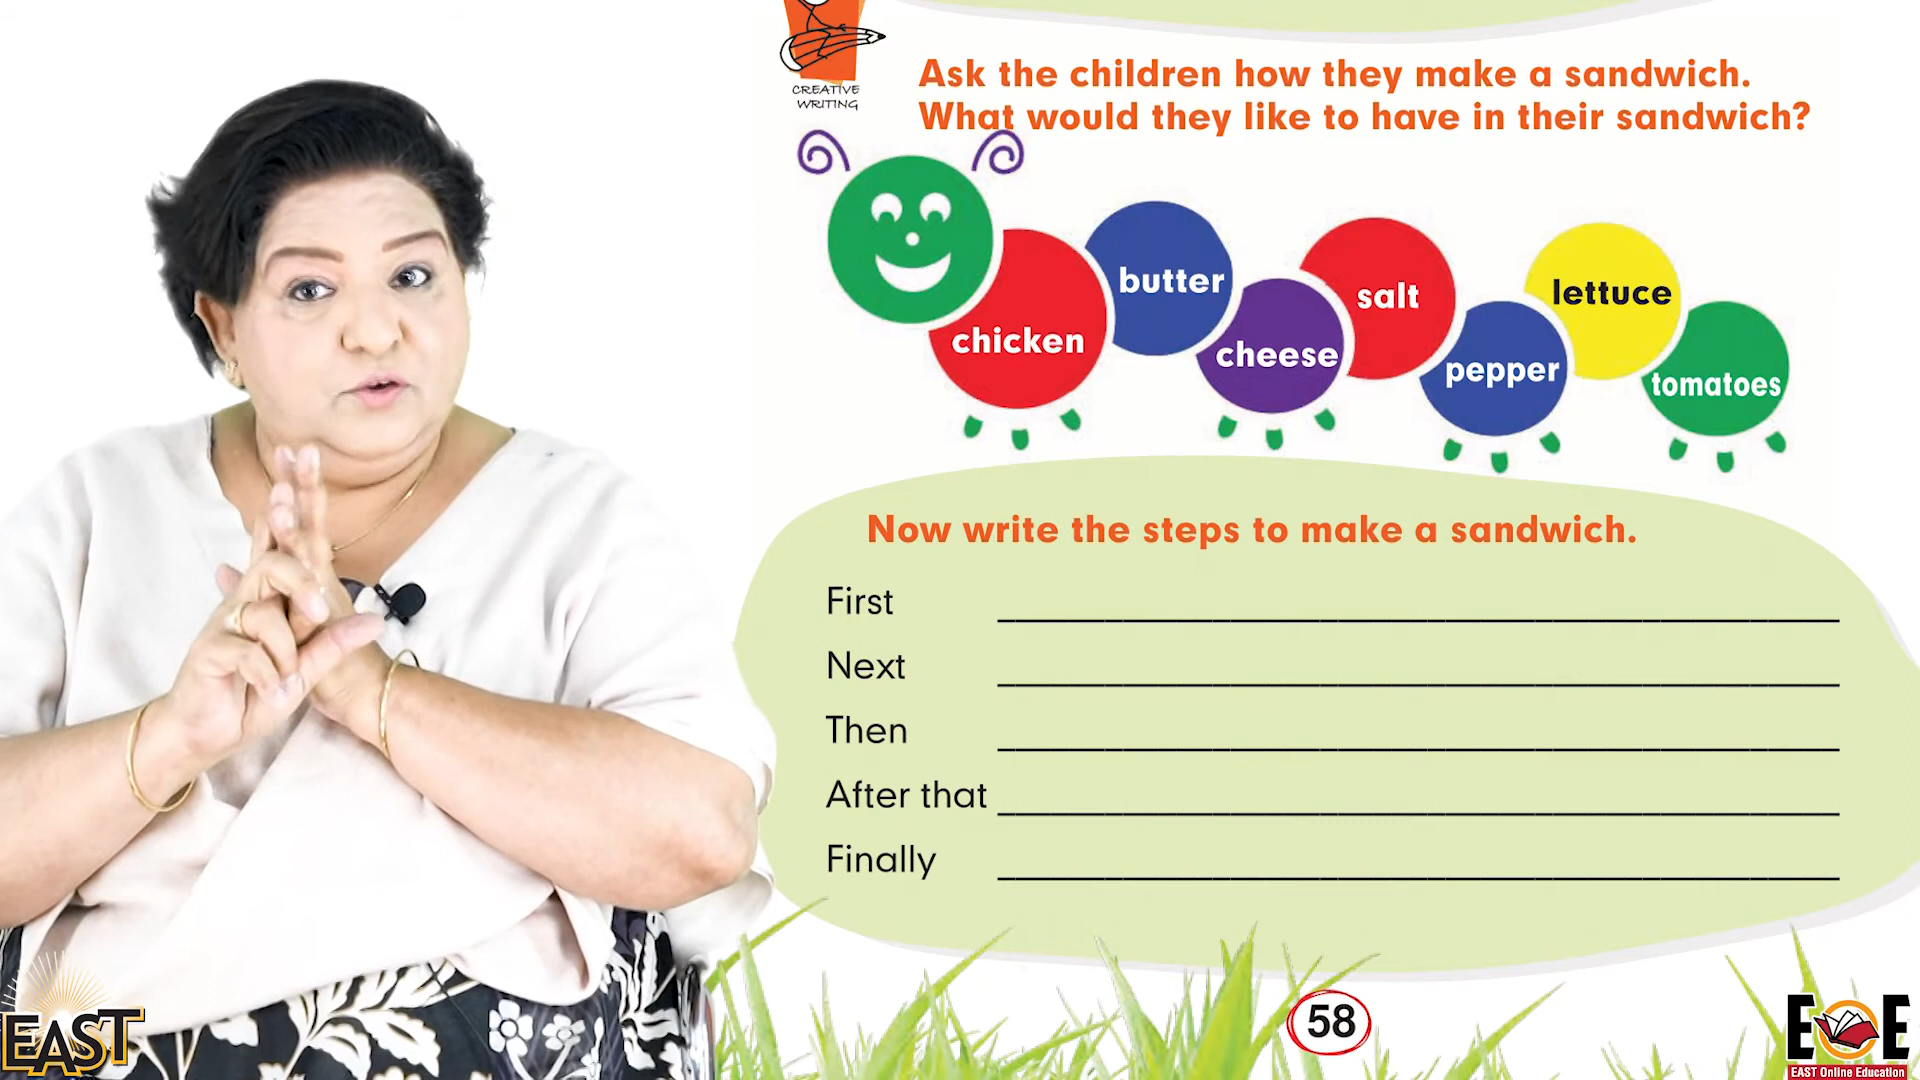 CREATIVE
WRITING
Ask the children how they make a sandwich.
What would they like to have in their sandwich?
chicken
butter
cheese
salt
pepper
lettuce
tomatoes
Now write the steps to make a sandwich.
First
Next
Then
After that
Finally
58
EAST
EOE
EAST Online Education